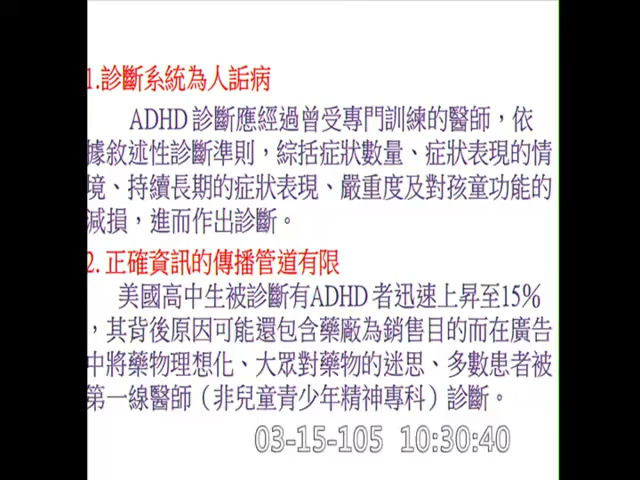 1.診斷系統為人詬病
ADHD 診斷應經過曾受專門訓練的醫師，依
據敘述性診斷準則，綜括症狀數量、症狀表現的情
境、持續長期的症狀表現、嚴重度及對孩童功能的
減損，進而作出診斷。
2. 正確資訊的傳播管道有限
美國高中生被診斷有ADHD 者迅速上昇至15%
，其背後原因可能還包含藥廠為銷售目的而在廣告
中將藥物理想化、大眾對藥物的迷思、多數患者被
第一線醫師（非兒童青少年精神專科）診斷。
03-15-105 10:30:40